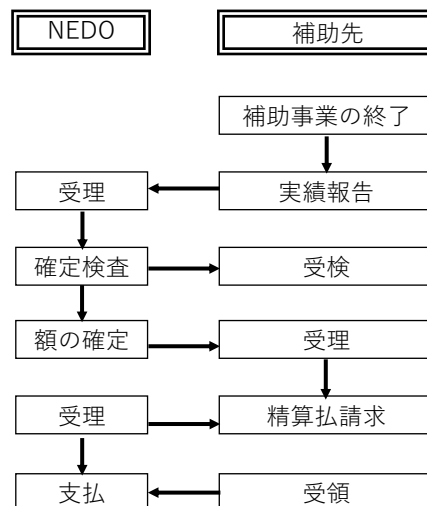 NEDO
補助先
補助事業の終了
受理
実績報告
確定検査
受検
額の確定
受理
受理
精算払請求
支払
受領